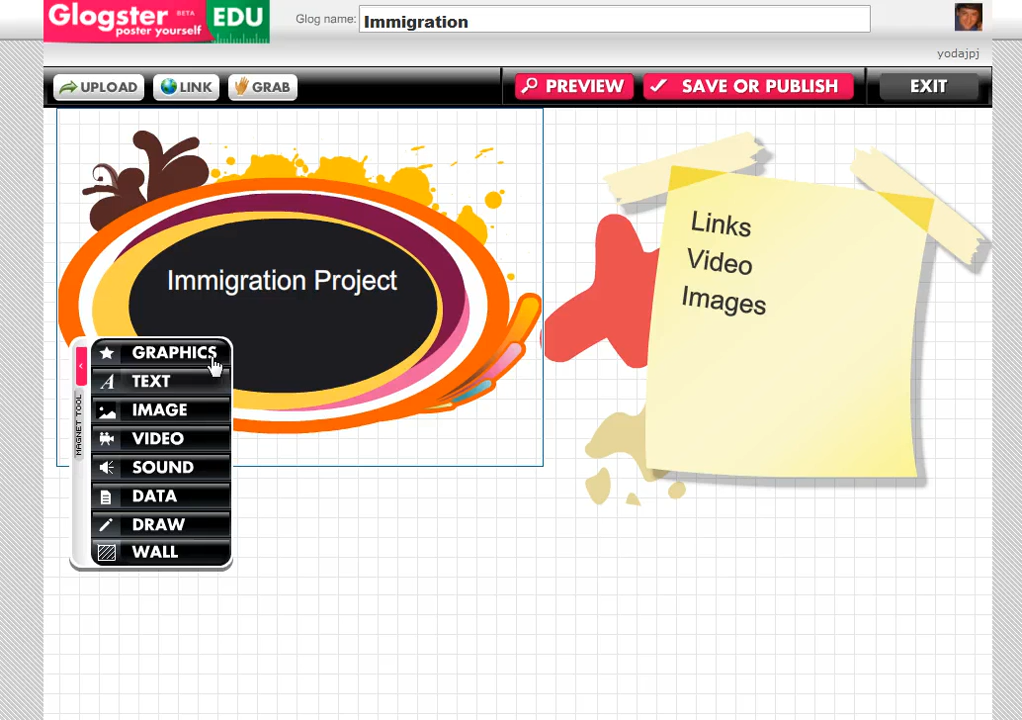 Glogster BETA EDU
poster yourself
Glog name: Immigration
yodajpj
UPLOAD LINK GRAB PREVIEW SAVE OR PUBLISH EXIT
Immigration Project
Links
Video
Images
MAGNET TOOL
GRAPHICS
TEXT
IMAGE
VIDEO
SOUND
DATA
DRAW
WALL